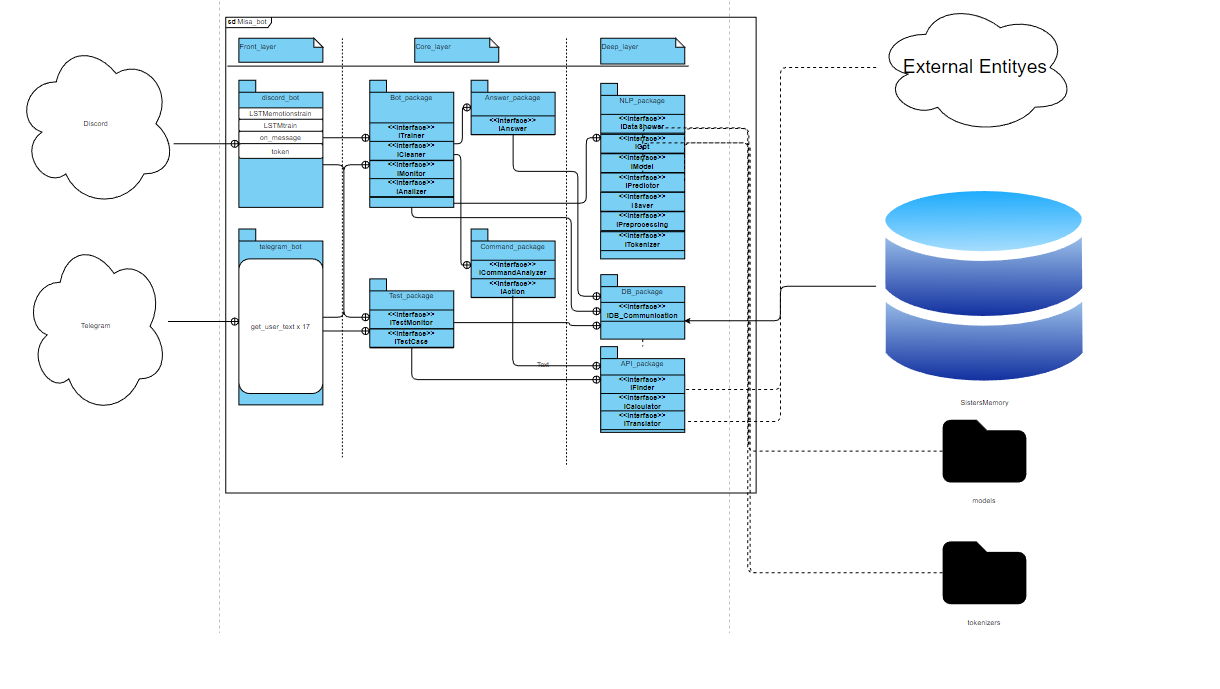 sd Misa_bot
Front_layer
Core_layer
Deep_layer
External Entityes
Discord
discord_bot
LSTMemotionstrain
LSTMtrain
on_message
token
Bot_package
<<Interface>>
ITrainer
<<Interface>>
ICleaner
<<Interface>>
IMonitor
<<Interface>>
IAnalizer
Answer_package
<<Interface>>
IAnswer
NLP_package
<<Interface>>
IDataShower
<<Interface>>
IGpt
<<Interface>>
IModel
<<Interface>>
IPredictor
<<Interface>>
ISaver
<<Interface>>
IPreprocessing
<<Interface>>
ITokenizer
Telegram
telegram_bot
get_user_text x 17
Command_package
<<Interface>>
ICommandAnalyzer
<<Interface>>
IAction
Test_package
<<Interface>>
ITestMonitor
<<Interface>>
ITestCase
DB_package
<<Interface>>
IDB_Communication
Text
API_package
<<Interface>>
IFinder
<<Interface>>
ICalculator
<<Interface>>
ITranslator
SistersMemory
models
tokenizers